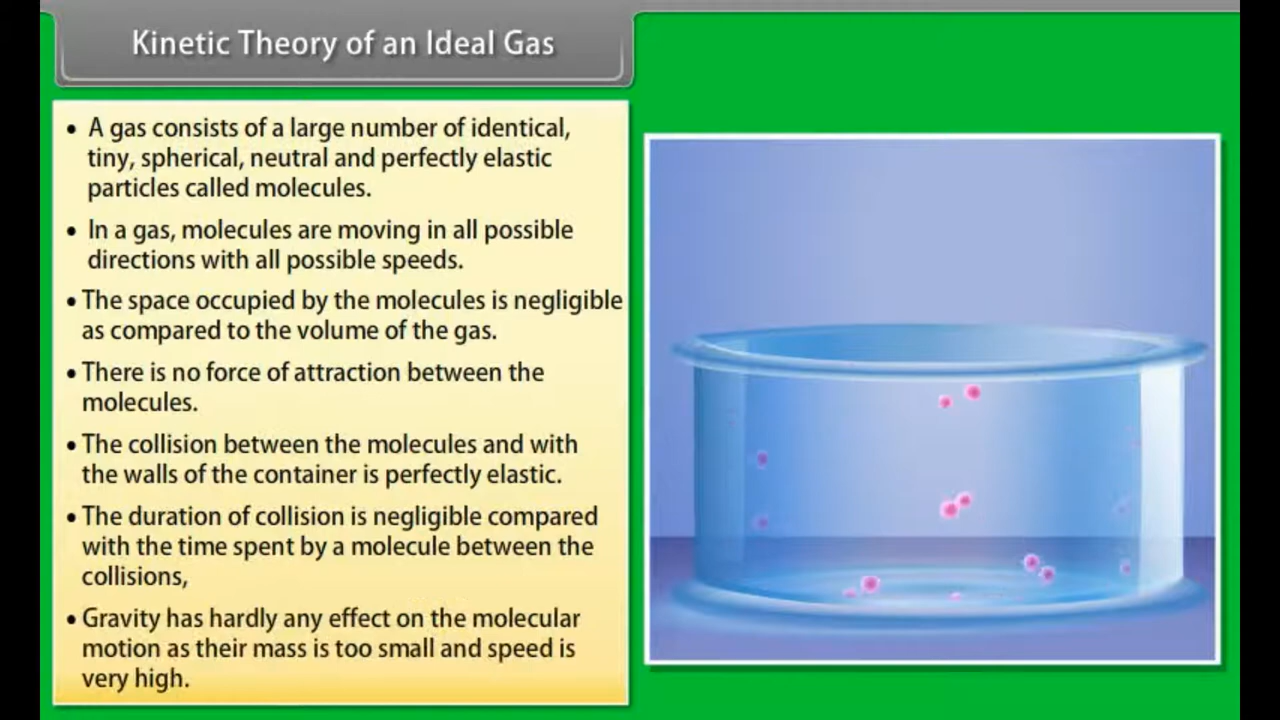 Kinetic Theory of an Ideal Gas
• A gas consists of a large number of identical,
tiny, spherical, neutral and perfectly elastic
particles called molecules.
• In a gas, molecules are moving in all possible
directions with all possible speeds.
• The space occupied by the molecules is negligible
as compared to the volume of the gas.
• There is no force of attraction between the
molecules.
• The collision between the molecules and with
the walls of the container is perfectly elastic.
• The duration of collision is negligible compared
with the time spent by a molecule between the
collisions,
• Gravity has hardly any effect on the molecular
motion as their mass is too small and speed is
very high.